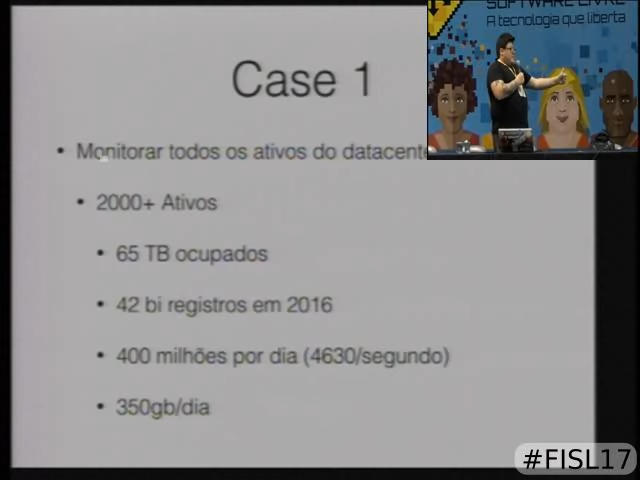 Case 1
SOFTWARE LIVRE
A tecnologia que liberta
• Monitorar todos os ativos do datacent
• 2000+ Ativos
• 65 TB ocupados
• 42 bi registros em 2016
• 400 milhões por dia (4630/segundo)
• 350gb/dia
#FISL17